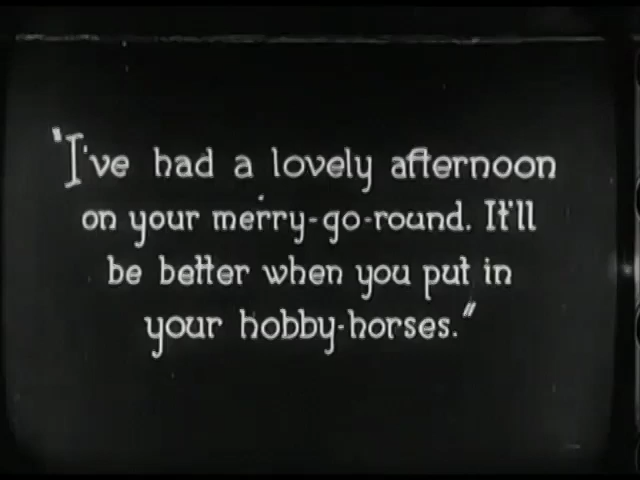 "I've had a lovely afternoon
on your merry-go-round. It'll
be better when you put in
your hobby-horses."